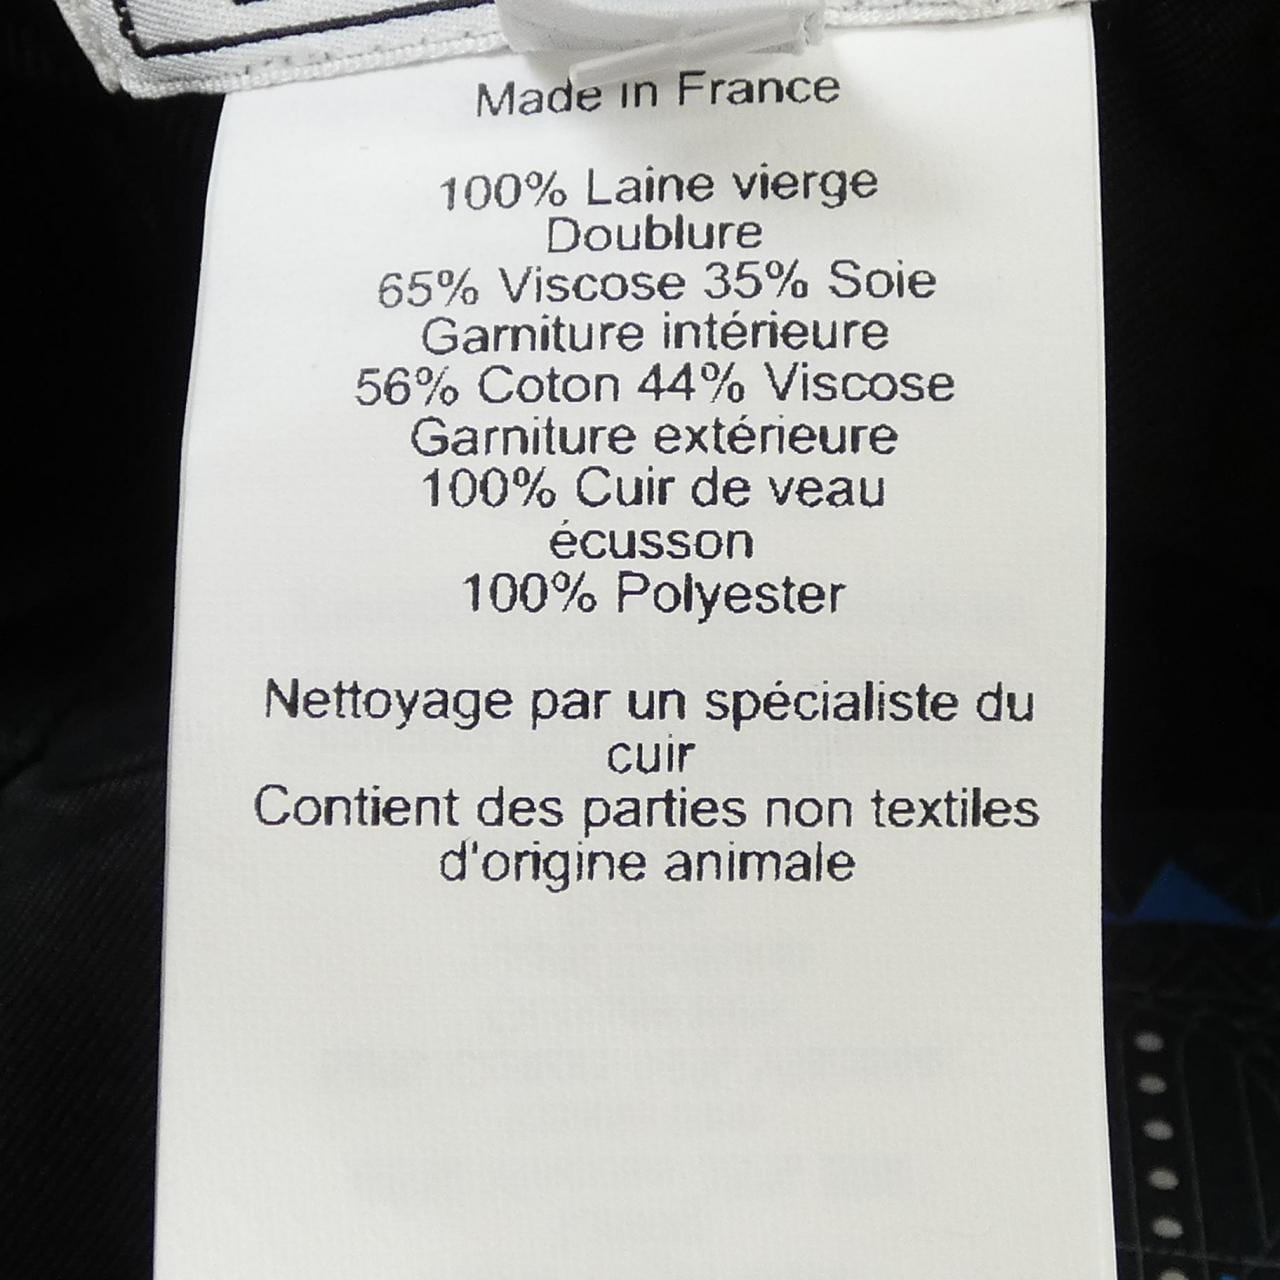 Made in France
100% Laine vierge
Doublure
65% Viscose 35% Soie
Garniture intérieure
56% Coton 44% Viscose
Garniture extérieure
100% Cuir de veau
écusson
100% Polyester
Nettoyage par un spécialiste du
cuir
Contient des parties non textiles
d'origine animale